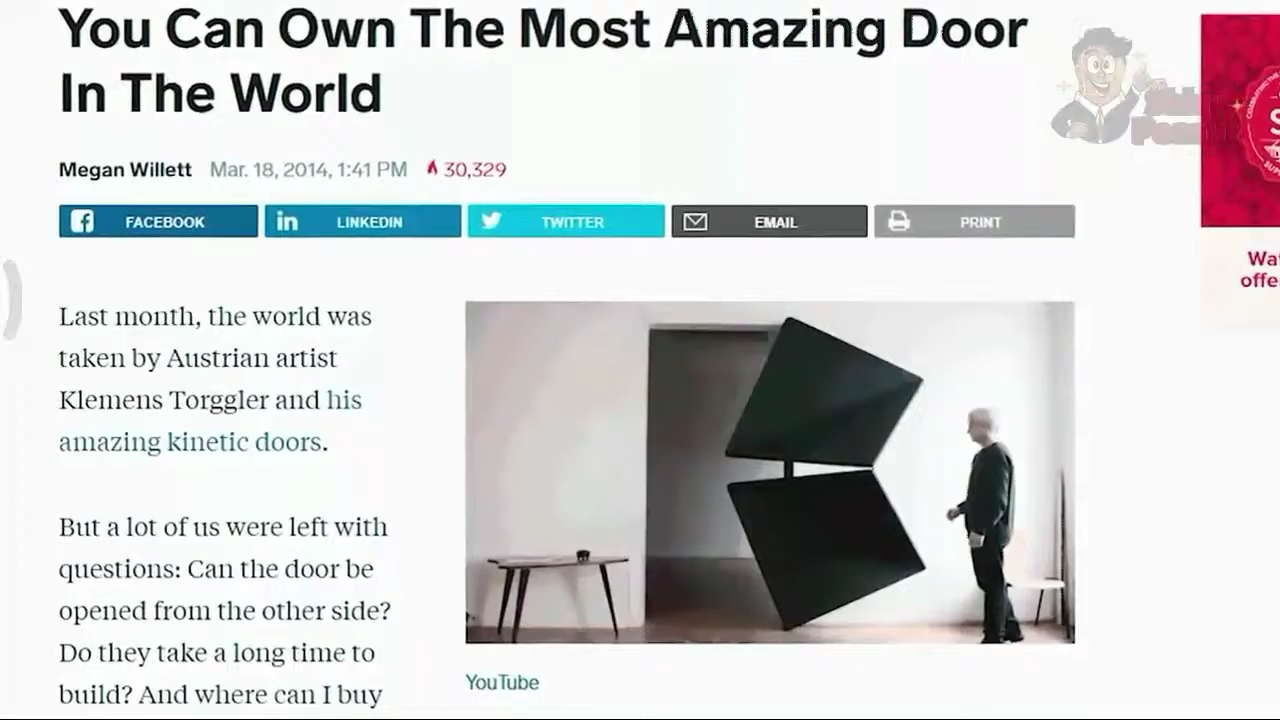 You Can Own The Most Amazing Door
In The World
Megan Willett Mar. 18, 2014, 1:41 PM 30,329
FACEBOOK LINKEDIN TWITTER EMAIL PRINT
Last month, the world was
taken by Austrian artist
Klemens Torggler and his
amazing kinetic doors.
But a lot of us were left with
questions: Can the door be
opened from the other side?
Do they take a long time to
build? And where can I buy
YouTube